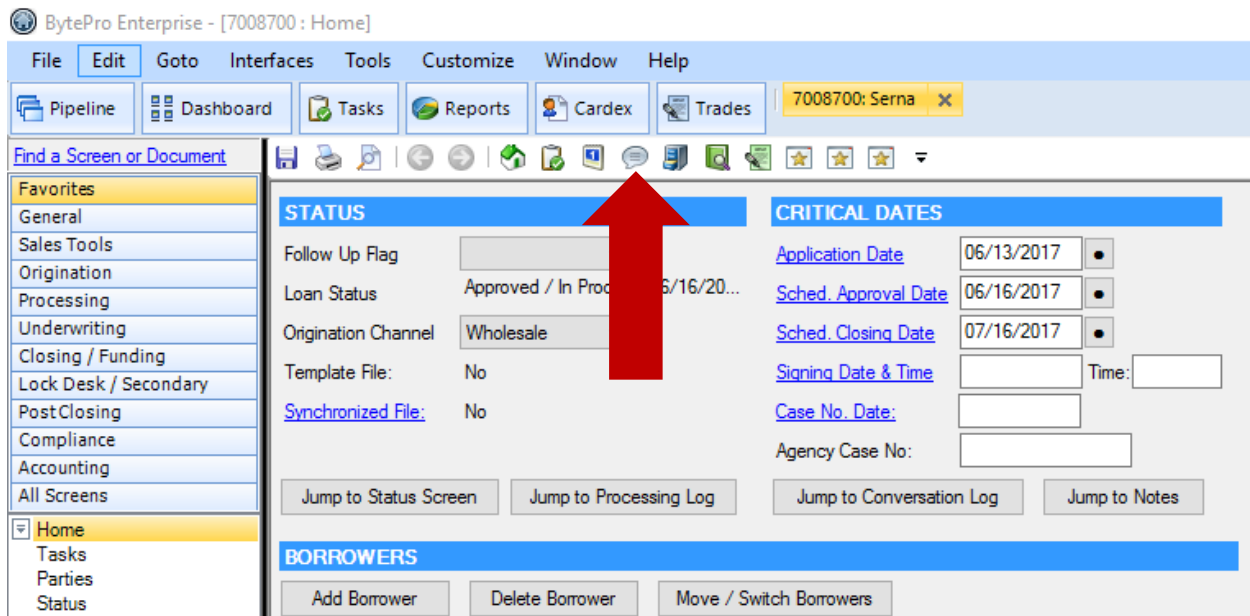 BytePro Enterprise - [7008700 : Home]
File Edit Goto Interfaces Tools Customize Window Help
Pipeline Dashboard Tasks Reports Cardex Trades 7008700: Serna
Find a Screen or Document
Favorites
General
Sales Tools
Origination
Processing
Underwriting
Closing / Funding
Lock Desk / Secondary
PostClosing
Compliance
Accounting
All Screens
Home
Tasks
Parties
Status
STATUS
Follow Up Flag
Loan Status Approved / In 6/16/20...
Origination Channel Wholesale
Template File: No
Synchronized File: No
Jump to Status Screen Jump to Processing Log
CRITICAL DATES
Application Date 06/13/2017
Sched. Approval Date 06/16/2017
Sched. Closing Date 07/16/2017
Signing Date & Time Time:
Case No. Date:
Agency Case No:
Jump to Conversation Log Jump to Notes
BORROWERS
Add Borrower Delete Borrower Move / Switch Borrowers